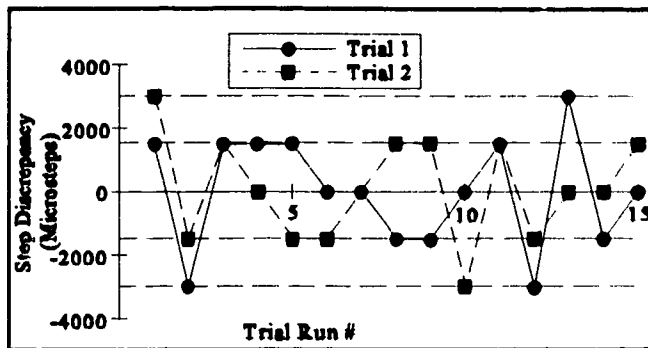 Trial 1
Trial 2
4000
2000
0
-2000
-4000
Step Discrepancy
(Microsteps)
5
10
15
Trial Run #